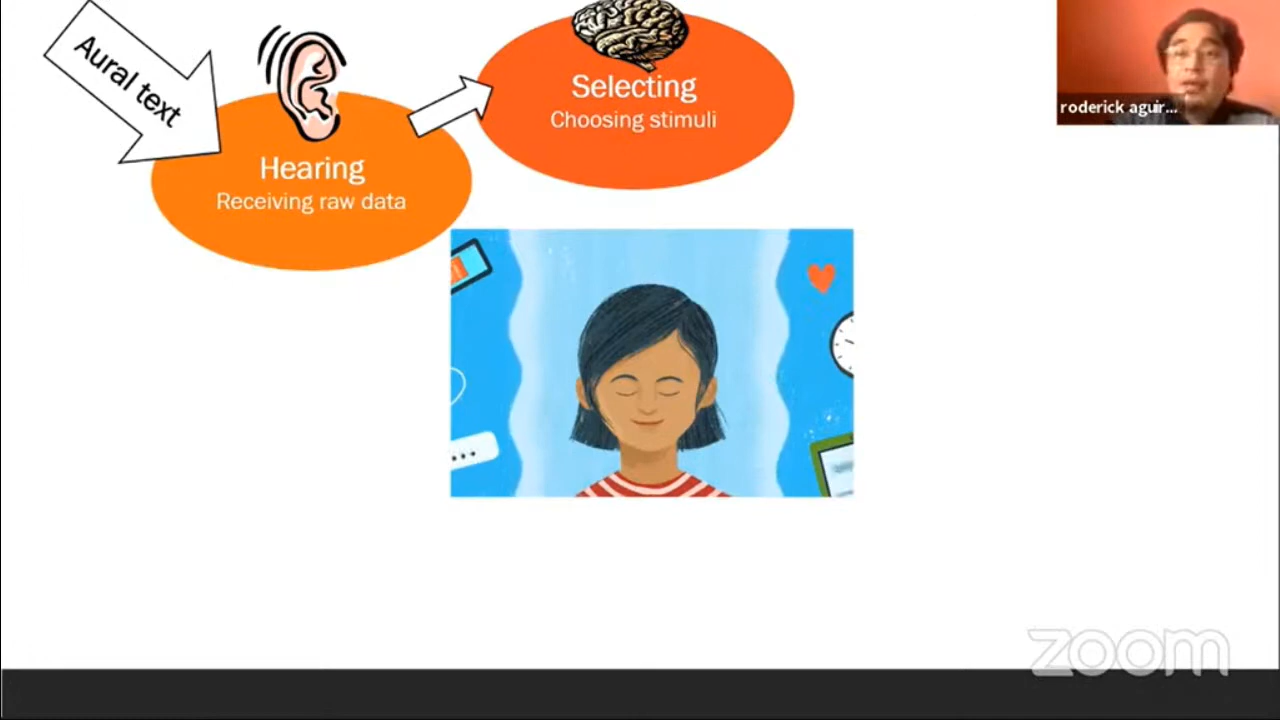 Aural text
Hearing
Receiving raw data
Selecting
Choosing stimuli
roderick aguir...
zoom